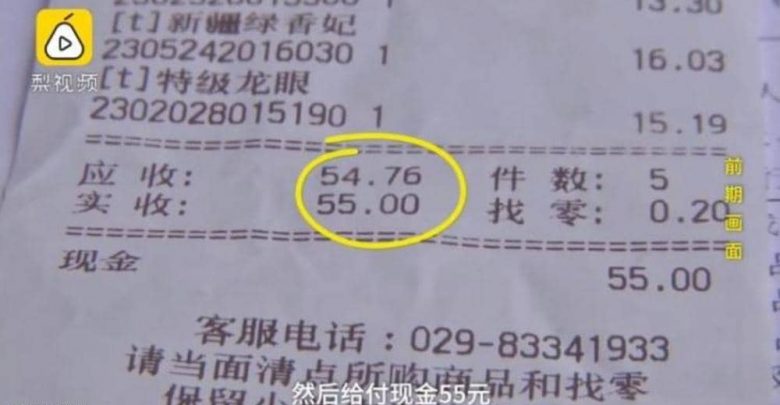 13.30
[t]新疆绿香妃
2305242016030 1 16.03
梨视频
[t]特级龙眼
2302028015190 1 15.19
应 收: 54.76 件 数: 5
实 收: 55.00 找 零: 0.20
前期画面
现金 55.00
客服电话:029-83341933
请当面清点所购商品和找零
然后给付现金55元